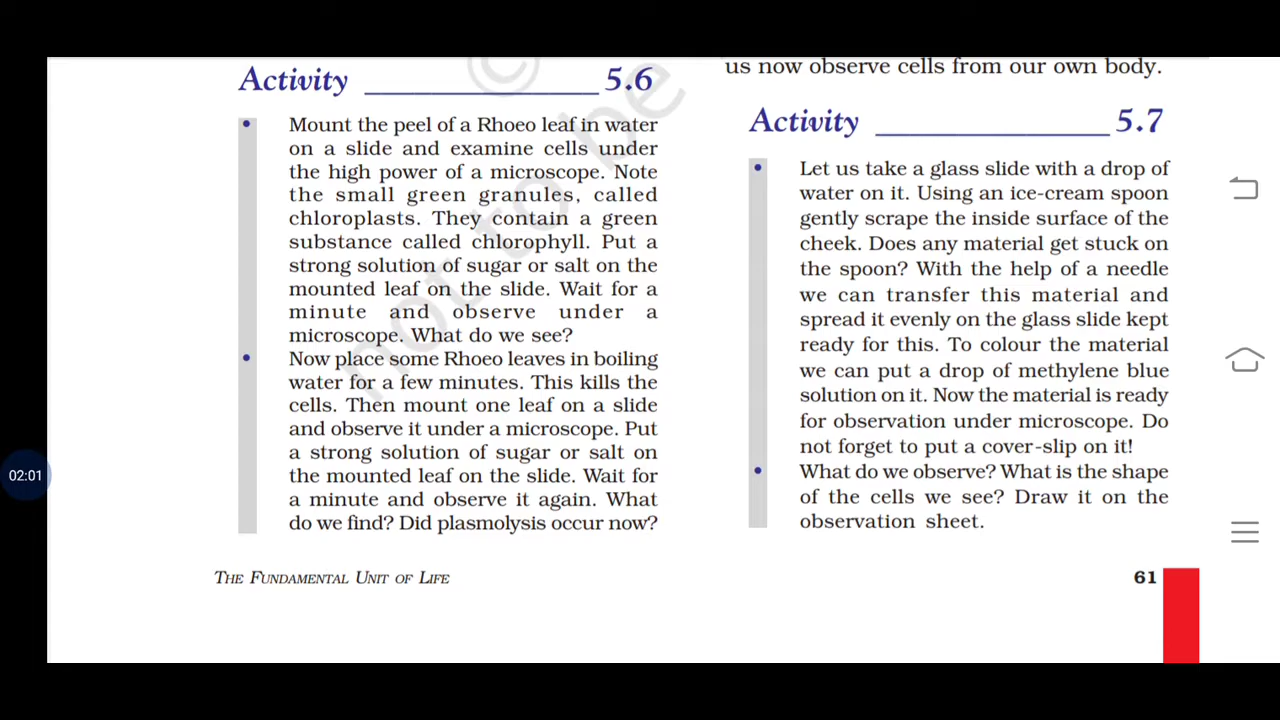 Activity ________________ 5.6
• Mount the peel of a Rhoeo leaf in water
on a slide and examine cells under
the high power of a microscope. Note
the small green granules, called
chloroplasts. They contain a green
substance called chlorophyll. Put a
strong solution of sugar or salt on the
mounted leaf on the slide. Wait for a
minute and observe under a
microscope. What do we see?
• Now place some Rhoeo leaves in boiling
water for a few minutes. This kills the
cells. Then mount one leaf on a slide
and observe it under a microscope. Put
a strong solution of sugar or salt on
the mounted leaf on the slide. Wait for
a minute and observe it again. What
do we find? Did plasmolysis occur now?
us now observe cells from our own body.
Activity ________________ 5.7
• Let us take a glass slide with a drop of
water on it. Using an ice-cream spoon
gently scrape the inside surface of the
cheek. Does any material get stuck on
the spoon? With the help of a needle
we can transfer this material and
spread it evenly on the glass slide kept
ready for this. To colour the material
we can put a drop of methylene blue
solution on it. Now the material is ready
for observation under microscope. Do
not forget to put a cover-slip on it!
• What do we observe? What is the shape
of the cells we see? Draw it on the
observation sheet.
THE FUNDAMENTAL UNIT OF LIFE
61
02:01
©
not to be